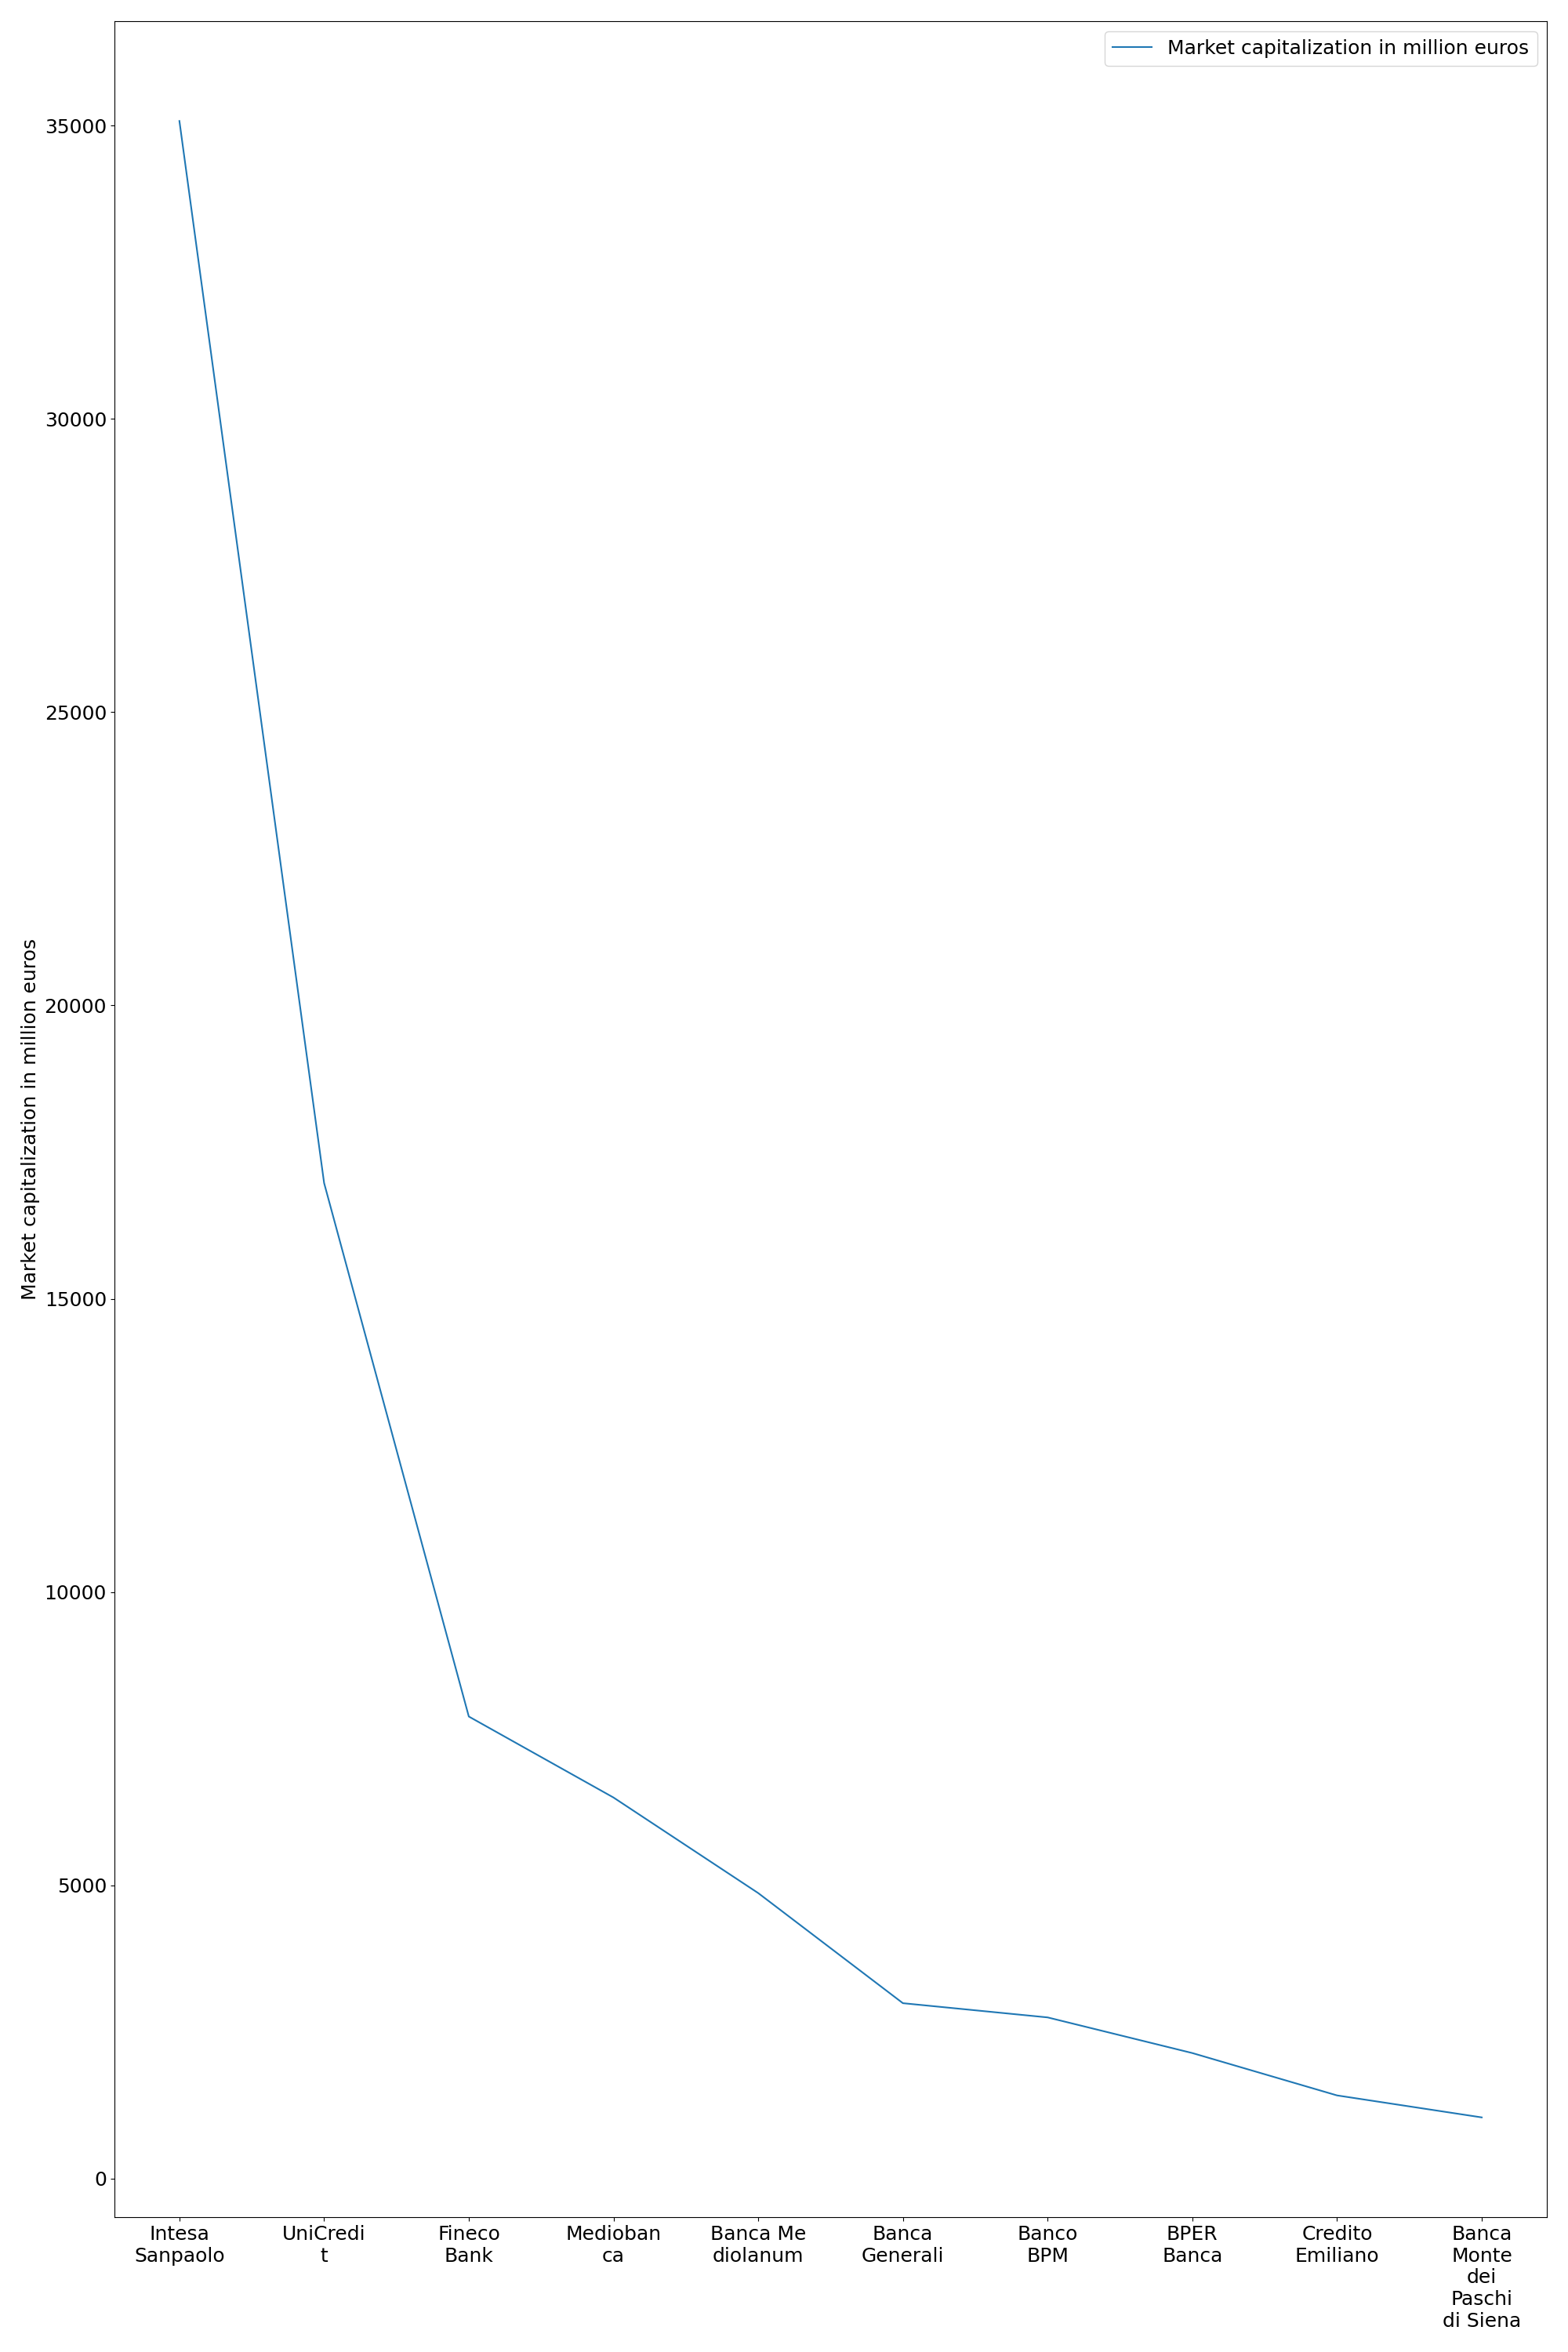 Market capitalization in million euros
35000
30000
25000
20000
15000
10000
5000
0
Market capitalization in million euros
Intesa
Sanpaolo
UniCredi
t
Fineco
Bank
Medioban
ca
Banca Me
diolanum
Banca
Generali
Banco
BPM
BPER
Banca
Credito
Emiliano
Banca
Monte
dei
Paschi
di Siena